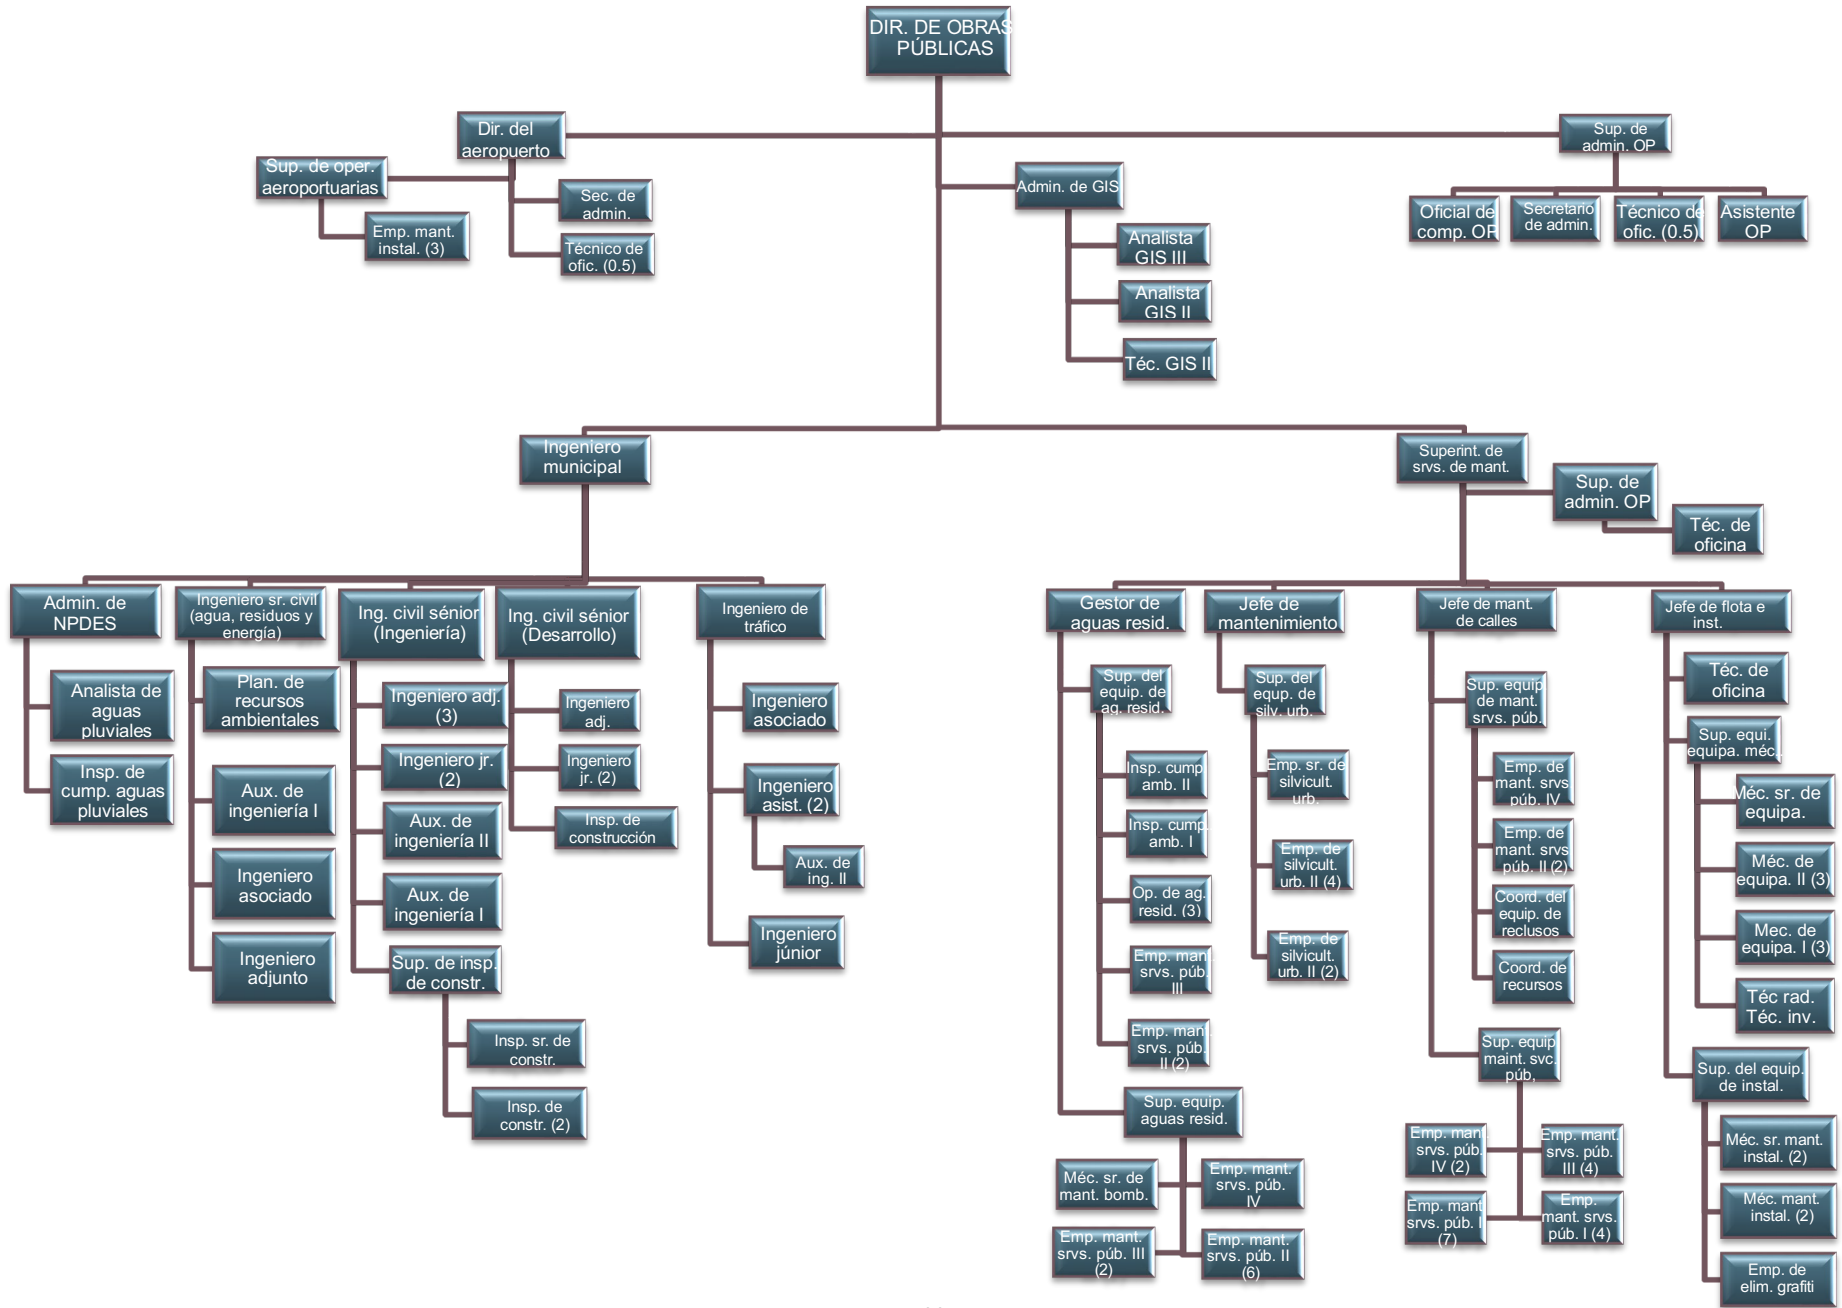 DIR. DE OBRAS
PÚBLICAS
Dir. del
aeropuerto
Sup. de oper.
aeroportuarias
Emp. mant.
instal. (3)
Sec. de
admin.
Técnico de
ofic. (0.5)
Admin. de GIS
Analista
GIS III
Analista
GIS II
Téc. GIS II
Sup. de
admin. OP
Oficial de
comp. OP
Secretario
de admin.
Técnico de
ofic. (0.5)
Asistente
OP
Ingeniero
municipal
Superint. de
srvs. de mant.
Sup. de
admin. OP
Téc. de
oficina
Admin. de
NPDES
Analista de
aguas
pluviales
Insp. de
cump. aguas
pluviales
Ingeniero sr. civil
(agua, residuos y
energía)
Plan. de
recursos
ambientales
Aux. de
ingeniería I
Ingeniero
asociado
Ingeniero
adjunto
Ing. civil sénior
(Ingeniería)
Ingeniero adj.
(3)
Ingeniero jr.
(2)
Aux. de
ingeniería II
Aux. de
ingeniería I
Sup. de insp.
de constr.
Insp. sr. de
constr.
Insp. de
constr. (2)
Ing. civil sénior
(Desarrollo)
Ingeniero
adj.
Ingeniero
jr. (2)
Insp. de
construcción
Ingeniero de
tráfico
Ingeniero
asociado
Ingeniero
asist. (2)
Aux. de
ing. II
Ingeniero
júnior
Gestor de
aguas resid.
Sup. del
equip. de
ag. resid.
Insp. cump.
amb. II
Insp. cump.
amb. I
Op. de ag.
resid. (3)
Emp. mant.
srvs. púb.
III
Emp. mant.
srvs. púb.
II (2)
Sup. equip.
aguas resid.
Méc. sr. de
mant. bomb.
Emp. mant.
srvs. púb.
IV
Emp. mant.
srvs. púb. III
(2)
Emp. mant.
srvs. púb. II
(6)
Jefe de
mantenimiento
Sup. del
equp. de
silv. urb.
Emp. sr. de
silvicult.
urb.
Emp. de
silvicult.
urb. II (4)
Emp. de
silvicult.
urb. II (2)
Jefe de mant.
de calles
Sup. equip.
de mant.
srvs. púb.
Emp. de
mant. srvs.
púb. IV
Emp. de
mant. srvs.
púb. II (2)
Coord. del
equip. de
reclusos
Coord. de
recursos
Sup. equip.
maint. svc.
púb,
Emp. mant.
srvs. púb.
IV (2)
Emp. mant.
srvs. púb.
III (4)
Emp. mant.
srvs. púb. I
(7)
Emp.
mant. srvs.
púb. I (4)
Jefe de flota e
inst.
Téc. de
oficina
Sup. equi.
equipa. méc.
Méc. sr. de
equipa.
Méc. de
equipa. II (3)
Mec. de
equipa. I (3)
Téc rad.
Téc. inv.
Sup. del equip.
de instal.
Méc. sr. mant.
instal. (2)
Méc. mant.
instal. (2)
Emp. de
elim. grafiti